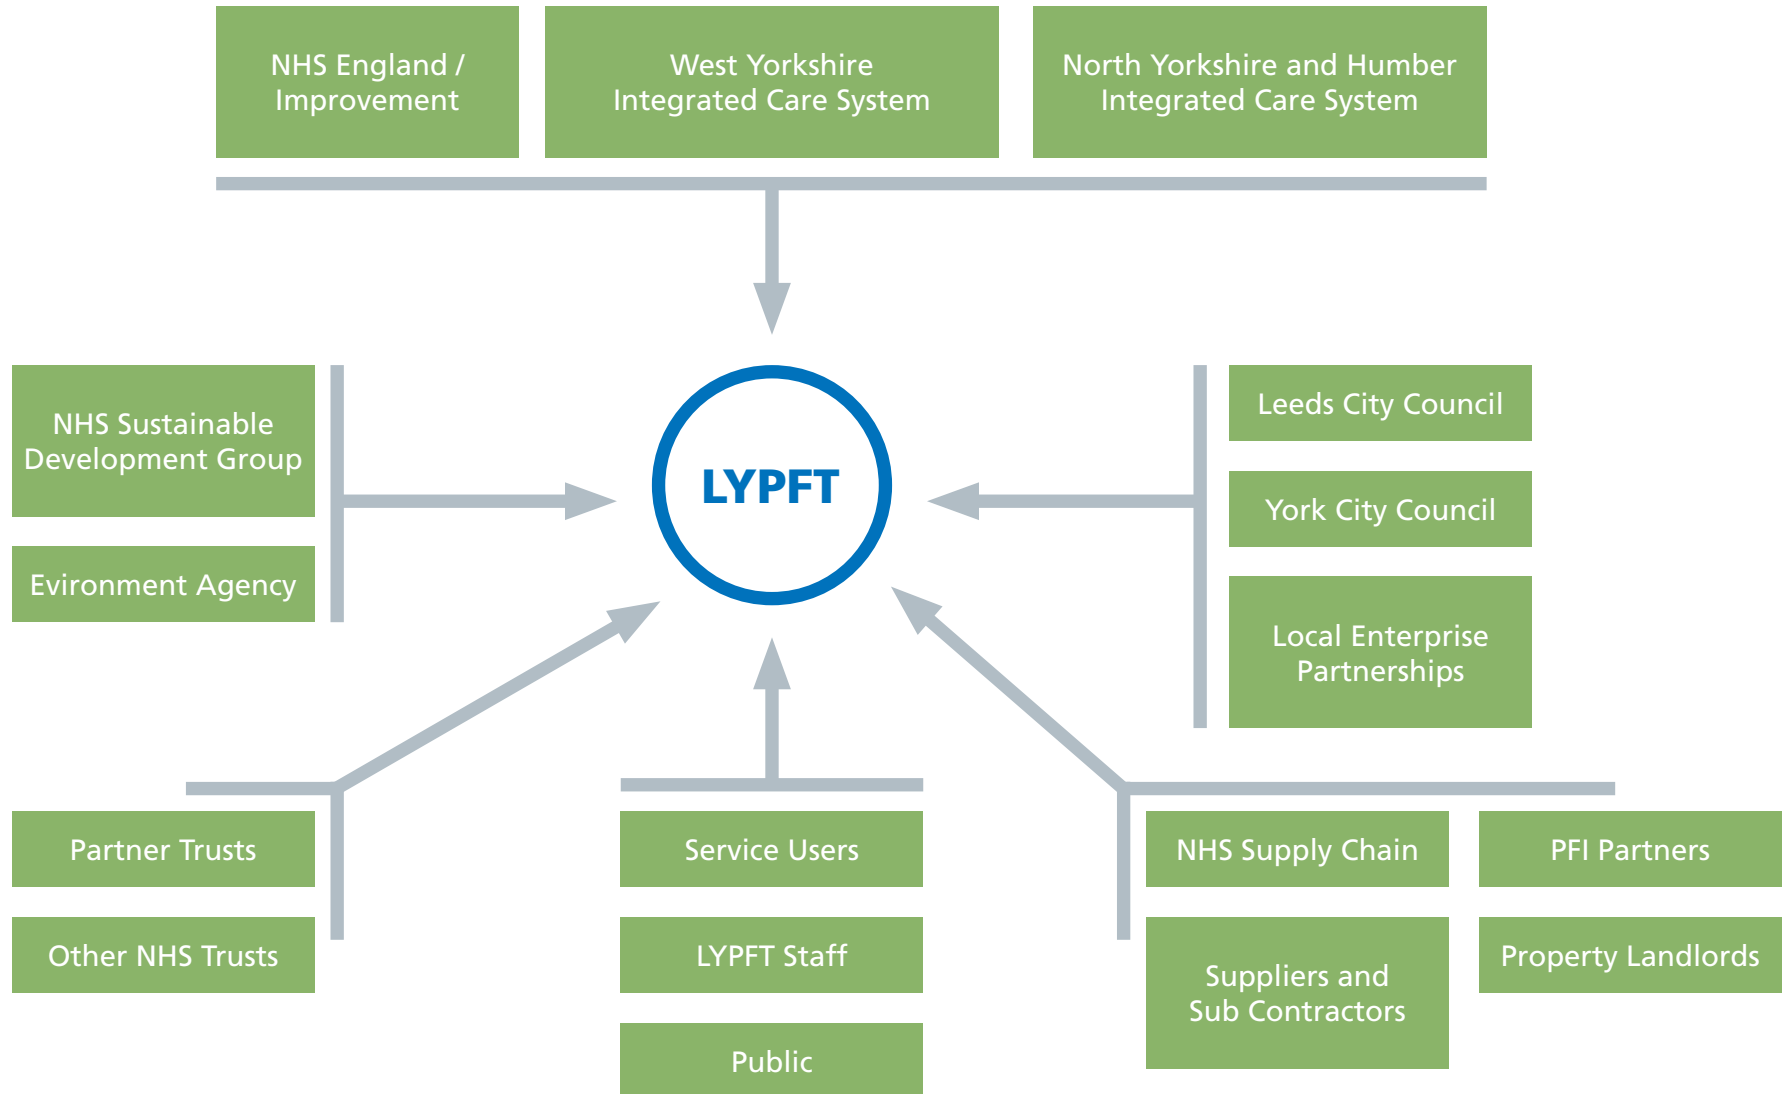 NHS England /
Improvement
West Yorkshire
Integrated Care System
North Yorkshire and Humber
Integrated Care System
NHS Sustainable
Development Group
Evironment Agency
LYPFT
Leeds City Council
York City Council
Local Enterprise
Partnerships
Partner Trusts
Other NHS Trusts
Service Users
LYPFT Staff
Public
NHS Supply Chain
Suppliers and
Sub Contractors
PFI Partners
Property Landlords